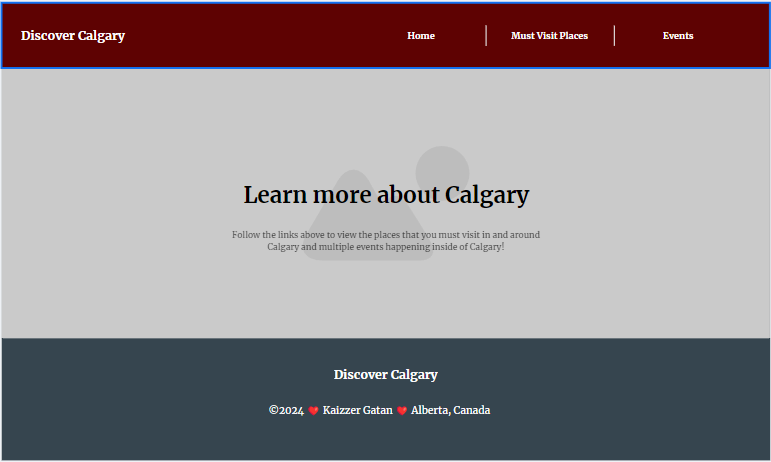 Discover Calgary
Home | Must Visit Places | Events
Learn more about Calgary
Follow the links above to view the places that you must visit in and around
Calgary and multiple events happening inside of Calgary!
Discover Calgary
©2024 ❤️ Kaizzer Gatan ❤️ Alberta, Canada